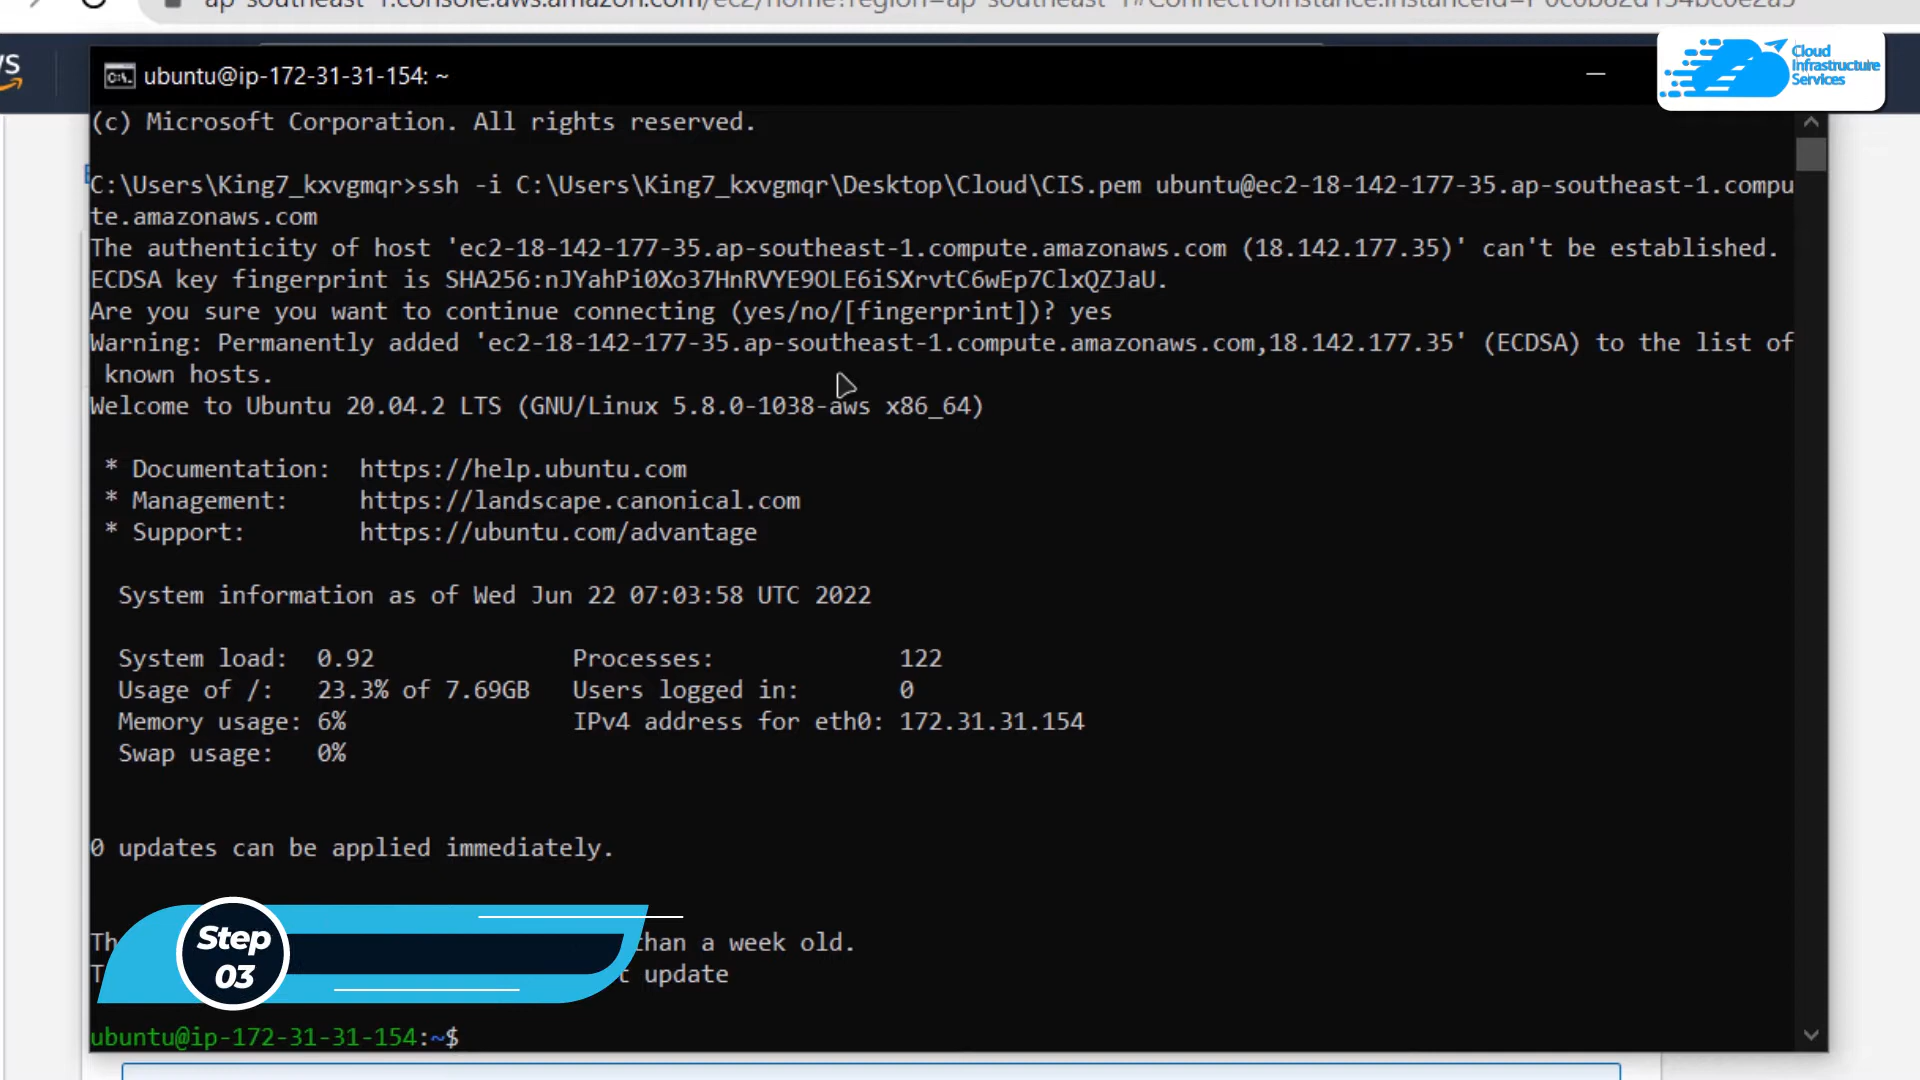 ubuntu@ip-172-31-31-154: ~
Cloud
Infrastructure
Services
(c) Microsoft Corporation. All rights reserved.
C:\Users\King7_kxvgmqr>ssh -i C:\Users\King7_kxvgmqr\Desktop\Cloud\CIS.pem ubuntu@ec2-18-142-177-35.ap-southeast-1.compu
te.amazonaws.com
The authenticity of host 'ec2-18-142-177-35.ap-southeast-1.compute.amazonaws.com (18.142.177.35)' can't be established.
ECDSA key fingerprint is SHA256:nJYahPi0Xo37HnRVYE9OLE6iSXrvtC6wEp7ClxQZJaU.
Are you sure you want to continue connecting (yes/no/[fingerprint])? yes
Warning: Permanently added 'ec2-18-142-177-35.ap-southeast-1.compute.amazonaws.com,18.142.177.35' (ECDSA) to the list of
known hosts.
Welcome to Ubuntu 20.04.2 LTS (GNU/Linux 5.8.0-1038-aws x86_64)
* Documentation: https://help.ubuntu.com
* Management: https://landscape.canonical.com
* Support: https://ubuntu.com/advantage
System information as of Wed Jun 22 07:03:58 UTC 2022
System load: 0.92 Processes: 122
Usage of /: 23.3% of 7.69GB Users logged in: 0
Memory usage: 6% IPv4 address for eth0: 172.31.31.154
Swap usage: 0%
0 updates can be applied immediately.
than a week old.
update
Step
03
ubuntu@ip-172-31-31-154:~$